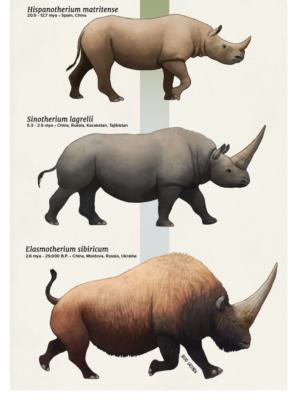 Hispanotherium matritense
20.5 - 12.7 mya • Spain, China
Sinotherium lagrelii
5.3 - 2.5 mya • China, Russia, Kazakstan, Tajikistan
Elasmotherium sibiricum
2.6 mya - 29,000 B.P. • China, Moldova, Russia, Ukraine